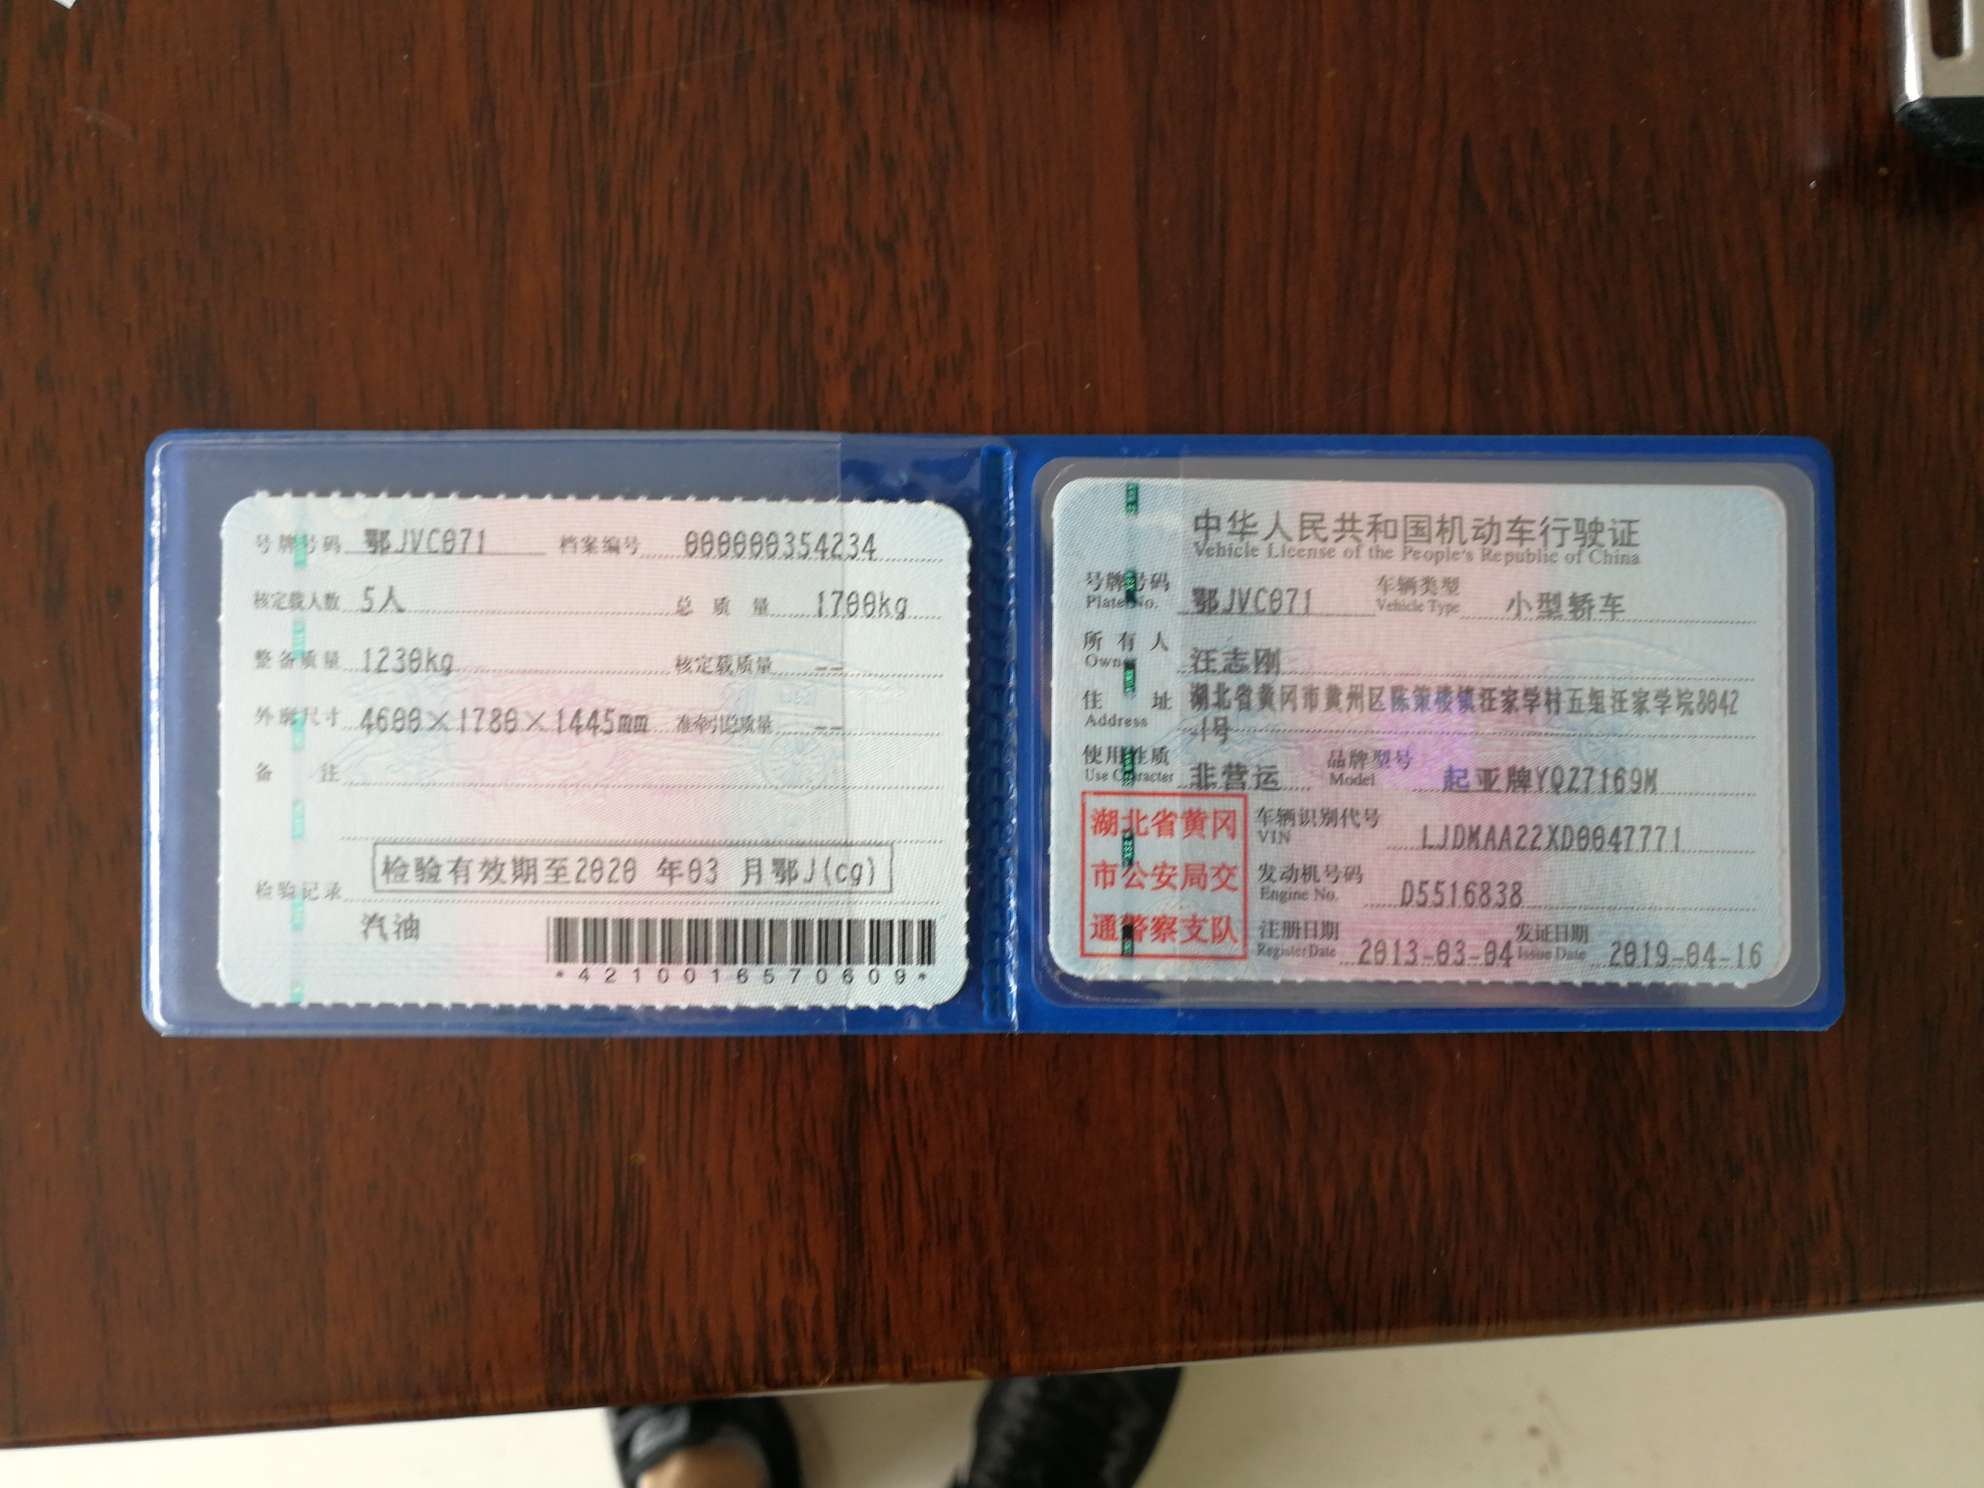 号牌号码 鄂JVC071 档案编号 000000354234
核定载人数 5人 总质量 1700kg
整备质量 1230kg 核定载质量 --
外廓尺寸 4600×1780×1445mm 准牵引总质量 --
备注
检验有效期至2020 年03 月鄂J(cg)
检验记录
汽油
*4210016570609*
中华人民共和国机动车行驶证
Vehicle License of the People's Republic of China
号牌号码 鄂JVC071 车辆类型 小型轿车
Plate No. Vehicle Type
所有人 汪志刚
Owner
住址 湖北省黄冈市黄州区陈策楼镇汪家学村五组汪家学院8042
Address -1号
使用性质 非营运 品牌型号 起亚牌YQZ7169M
Use Character Model
湖北省黄冈
市公安局交
通警察支队
车辆识别代号 LJDMAA22XD0047771
VIN
发动机号码 D5516838
Engine No.
注册日期 2013-03-04 发证日期 2019-04-16
Register Date Issue Date